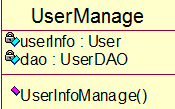 UserManage
userInfo : User
dao : UserDAO
UserInfoManage()